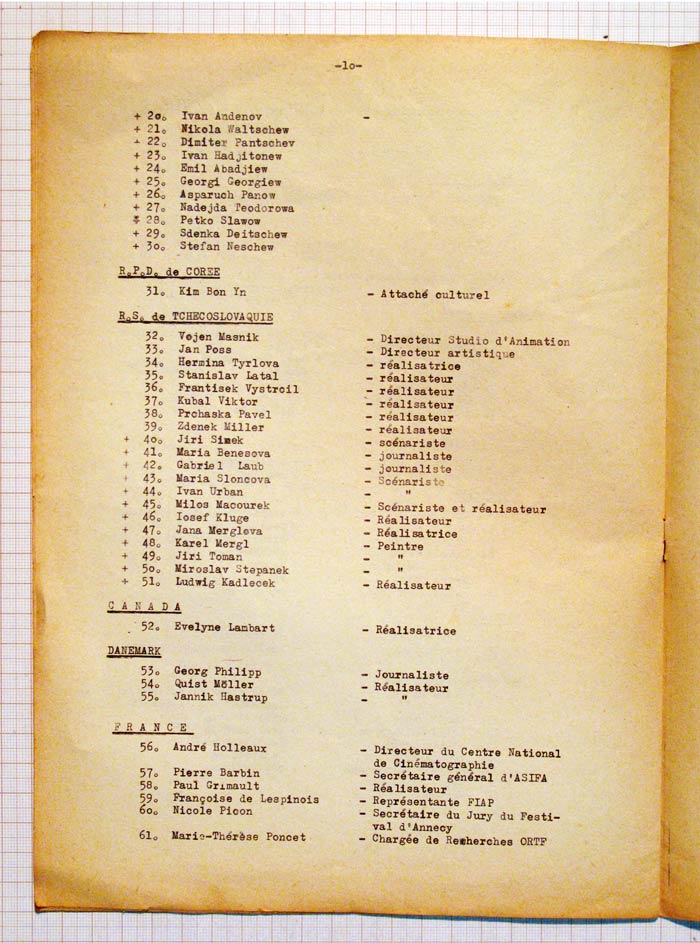 -lo-
+ 2o. Ivan Andenov -
+ 21. Nikola Waltschew
+ 22. Dimiter Pantschev
+ 23. Ivan Hadjitonew
+ 24. Emil Abadjiew
+ 25. Georgi Georgiew
+ 26. Asparuch Panow
+ 27. Nadejda Teodorowa
+ 28. Petko Slawow
+ 29. Sdenka Deitschew
+ 3o. Stefan Neschew
R.P.D. de COREE
31. Kim Bon Yn - Attaché culturel
R.S. de TCHECOSLOVAQUIE
32. Vojen Masnik - Directeur Studio d'Animation
33. Jan Poss - Directeur artistique
34. Hermina Tyrlova - réalisatrice
35. Stanislav Latal - réalisateur
36. Frantisek Vystrcil - réalisateur
37. Kubal Viktor - réalisateur
38. Prchaska Pavel - réalisateur
39. Zdenek Miller - réalisateur
+ 4o. Jiri Simek - scénariste
+ 41. Maria Benesova - journaliste
+ 42. Gabriel Laub - journaliste
+ 43. Maria Sloncova - Scénariste
+ 44. Ivan Urban - "
+ 45. Milos Macourek - Scénariste et réalisateur
+ 46. Iosef Kluge - Réalisateur
+ 47. Jana Mergleva - Réalisatrice
+ 48. Karel Mergl - Peintre
+ 49. Jiri Toman - "
+ 5o. Miroslav Stepanek - "
+ 51. Ludwig Kadlecek - Réalisateur
C A N A D A
52. Evelyne Lambart - Réalisatrice
DANEMARK
53. Georg Philipp - Journaliste
54. Quist Möller - Réalisateur
55. Jannik Hastrup - "
F R A N C E
56. André Holleaux - Directeur du Centre National
de Cinématographie
57. Pierre Barbin - Secrétaire général d'ASIFA
58. Paul Grimault - Réalisateur
59. Françoise de Lespinois - Représentante FIAP
6o. Nicole Picon - Secrétaire du Jury du Festi-
val d'Annecy
61. Marie-Thérèse Poncet - Chargée de Recherches ORTF